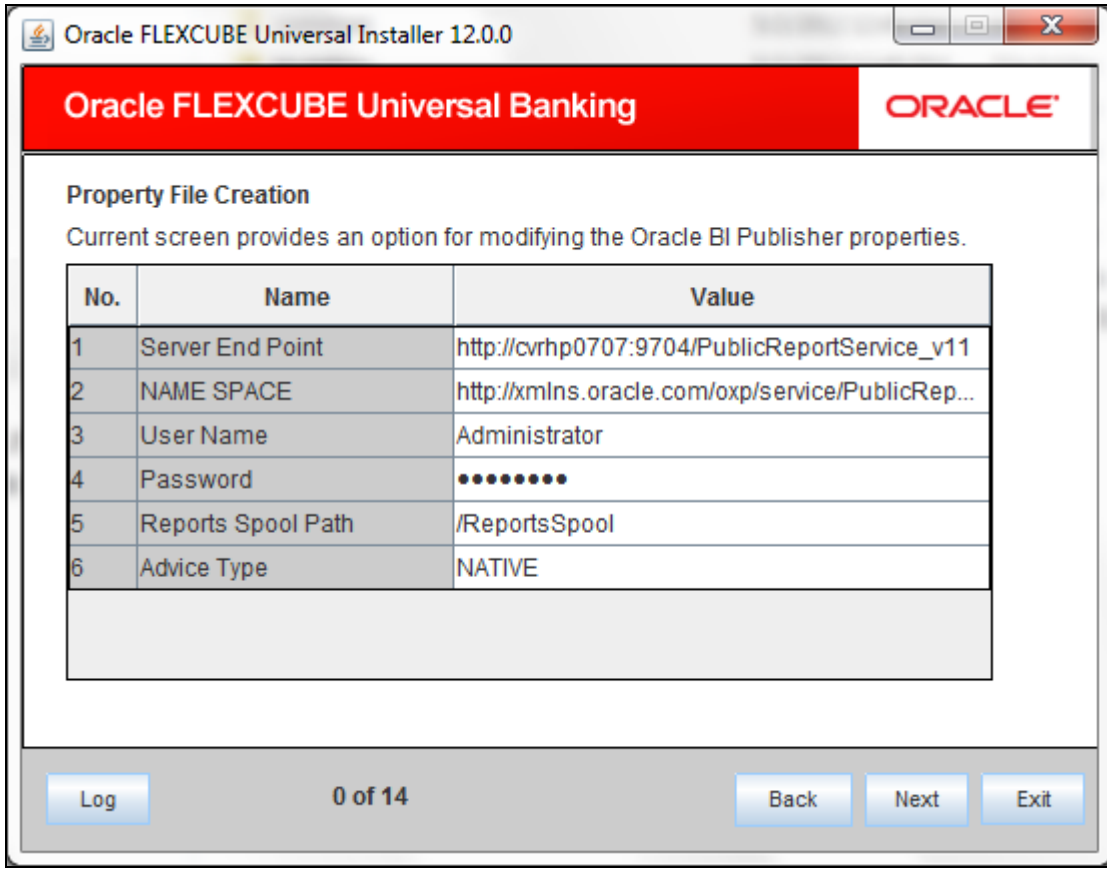 Oracle FLEXCUBE Universal Installer 12.0.0
Oracle FLEXCUBE Universal Banking
ORACLE
Property File Creation
Current screen provides an option for modifying the Oracle BI Publisher properties.
No. Name Value
1 Server End Point http://cvrhp0707:9704/PublicReportService_v11
2 NAME SPACE http://xmlns.oracle.com/oxp/service/PublicRep...
3 User Name Administrator
4 Password ••••••••
5 Reports Spool Path /ReportsSpool
6 Advice Type NATIVE
Log 0 of 14 Back Next Exit